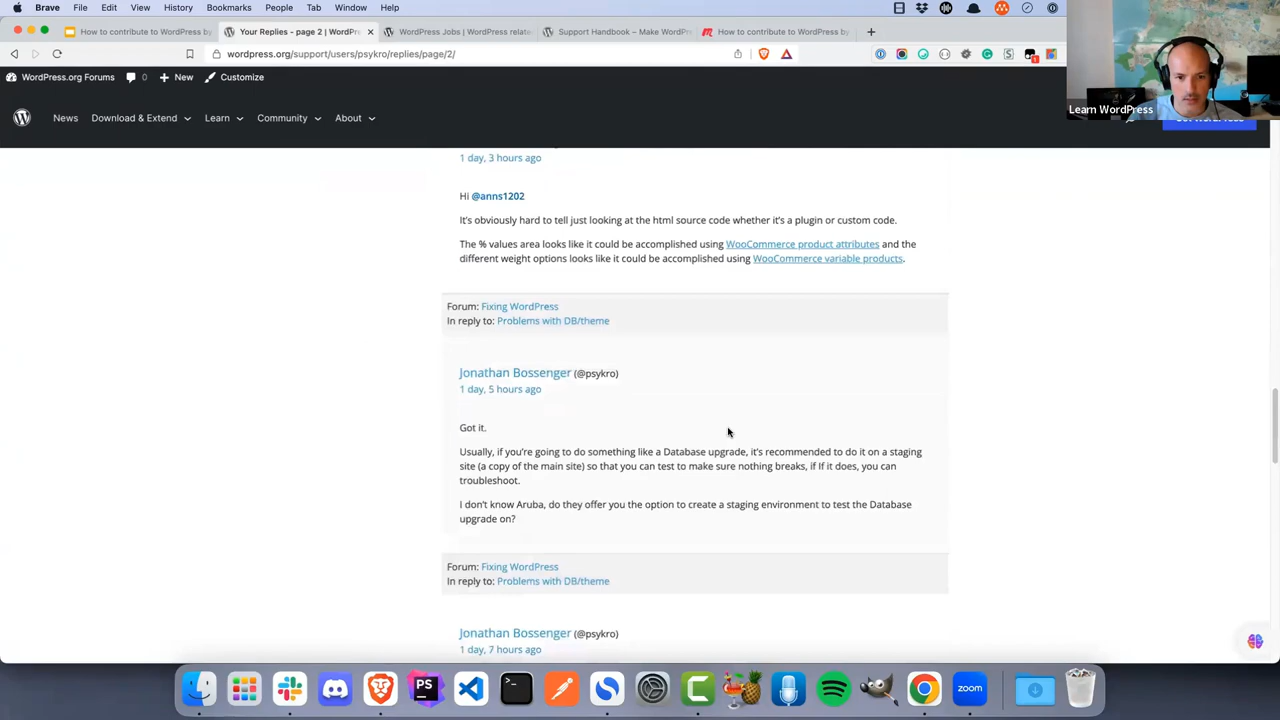 Brave File Edit View History Bookmarks People Tab Window Help
How to contribute to WordPress by
Your Replies - page 2 | WordPr
WordPress Jobs | WordPress relate
Support Handbook – Make WordPr
How to contribute to WordPress by
wordpress.org/support/users/psykro/replies/page/2/
WordPress.org Forums 0 New Customize
Learn WordPress
News Download & Extend Learn Community About
1 day, 3 hours ago
Hi @anns1202
It's obviously hard to tell just looking at the html source code whether it's a plugin or custom code.
The % values area looks like it could be accomplished using WooCommerce product attributes and the
different weight options looks like it could be accomplished using WooCommerce variable products.
Forum: Fixing WordPress
In reply to: Problems with DB/theme
Jonathan Bossenger (@psykro)
1 day, 5 hours ago
Got it.
Usually, if you're going to do something like a Database upgrade, it's recommended to do it on a staging
site (a copy of the main site) so that you can test to make sure nothing breaks, if If it does, you can
troubleshoot.
I don't know Aruba, do they offer you the option to create a staging environment to test the Database
upgrade on?
Forum: Fixing WordPress
In reply to: Problems with DB/theme
Jonathan Bossenger (@psykro)
1 day, 7 hours ago
PS
zoom